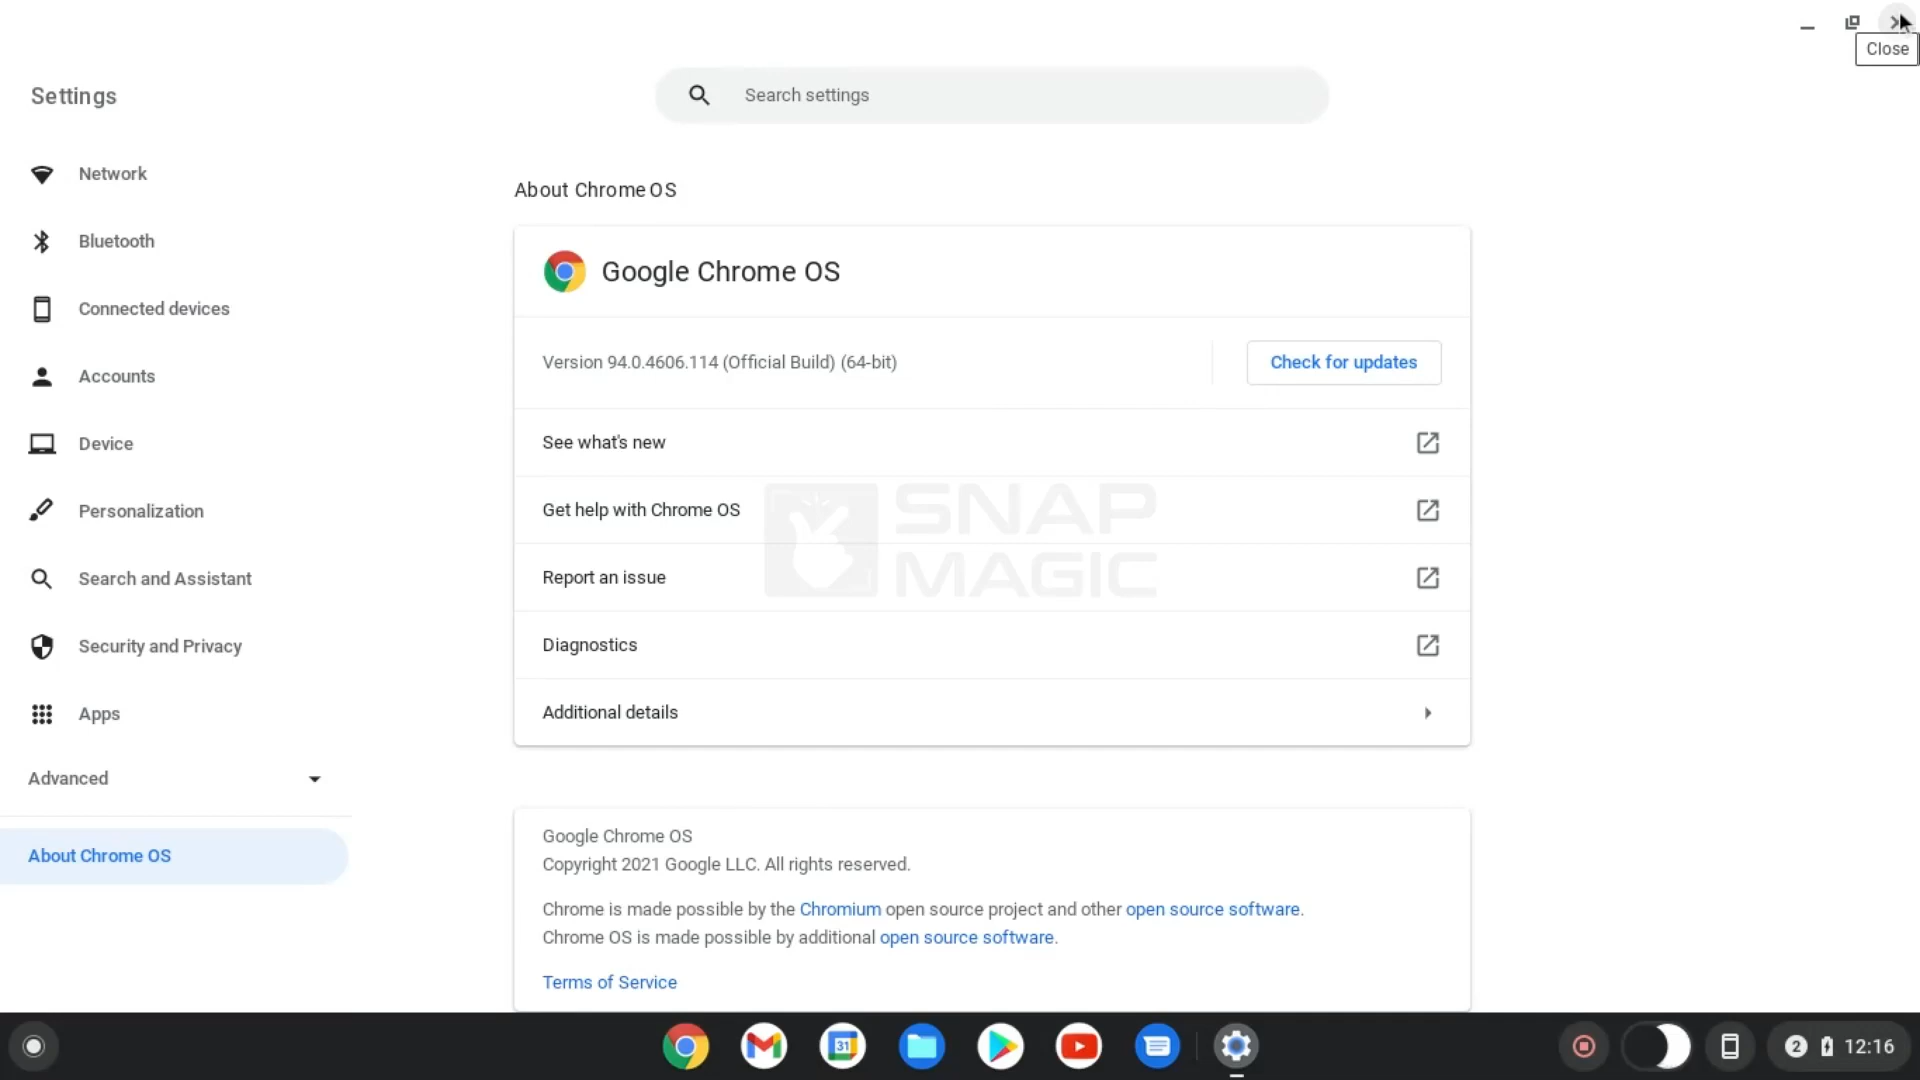 Close
Settings
Search settings
Network
Bluetooth
Connected devices
Accounts
Device
Personalization
Search and Assistant
Security and Privacy
Apps
Advanced
About Chrome OS
About Chrome OS
Google Chrome OS
Version 94.0.4606.114 (Official Build) (64-bit)
Check for updates
See what's new
Get help with Chrome OS
Report an issue
Diagnostics
Additional details
SNAP
MAGIC
Google Chrome OS
Copyright 2021 Google LLC. All rights reserved.
Chrome is made possible by the Chromium open source project and other open source software.
Chrome OS is made possible by additional open source software.
Terms of Service
31
2
12:16